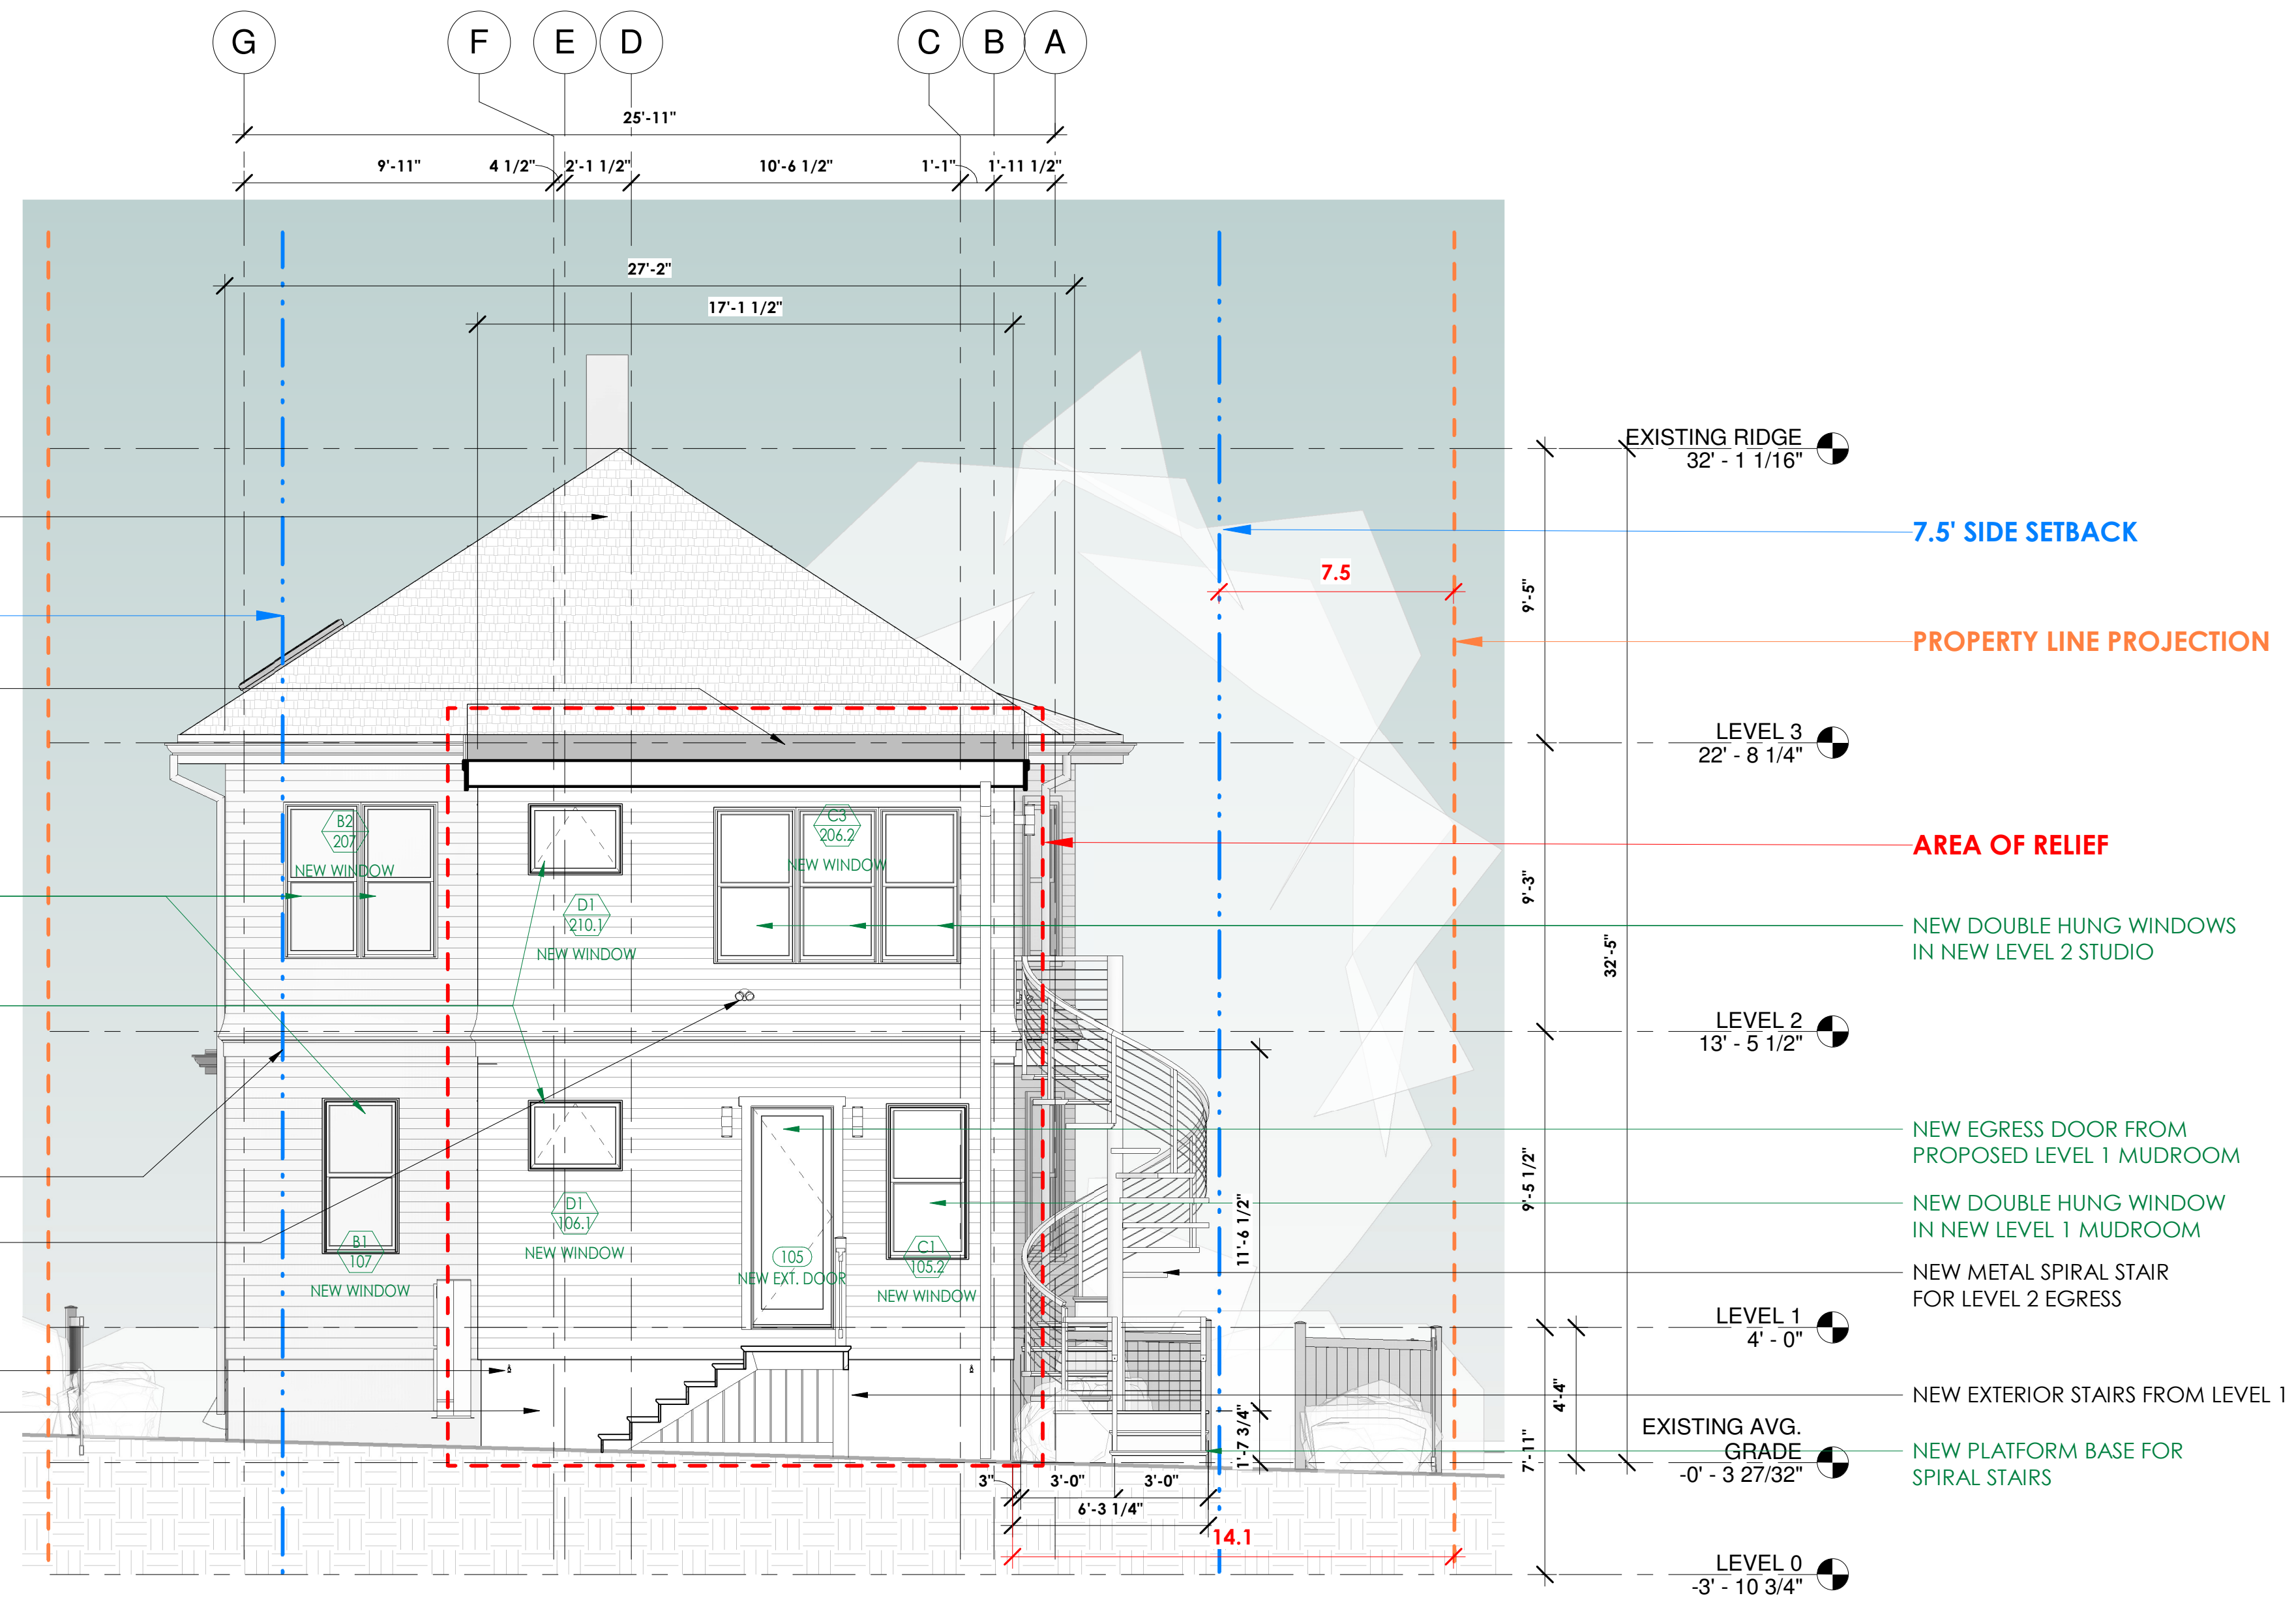 G F E D C B A
25'-11"
9'-11" 4 1/2" 2'-1 1/2" 10'-6 1/2" 1'-1" 1'-11 1/2"
27'-2"
17'-1 1/2"
EXISTING RIDGE
32' - 1 1/16"
7.5' SIDE SETBACK
7.5
9'-5"
PROPERTY LINE PROJECTION
LEVEL 3
22' - 8 1/4"
B2
207
NEW WINDOW
C3
206.2
NEW WINDOW
AREA OF RELIEF
9'-3"
D1
210.1
NEW WINDOW
NEW DOUBLE HUNG WINDOWS
IN NEW LEVEL 2 STUDIO
32'-5"
LEVEL 2
13' - 5 1/2"
NEW EGRESS DOOR FROM
PROPOSED LEVEL 1 MUDROOM
9'-5 1/2"
11'-6 1/2"
NEW DOUBLE HUNG WINDOW
IN NEW LEVEL 1 MUDROOM
D1
106.1
NEW WINDOW
B1
107
NEW WINDOW
105
NEW EXT. DOOR
C1
105.2
NEW WINDOW
NEW METAL SPIRAL STAIR
FOR LEVEL 2 EGRESS
LEVEL 1
4' - 0"
4'-4"
NEW EXTERIOR STAIRS FROM LEVEL 1
EXISTING AVG.
GRADE
-0' - 3 27/32"
1'-7 3/4"
7'-11"
NEW PLATFORM BASE FOR
SPIRAL STAIRS
3" 3'-0" 3'-0"
6'-3 1/4"
14.1
LEVEL 0
-3' - 10 3/4"